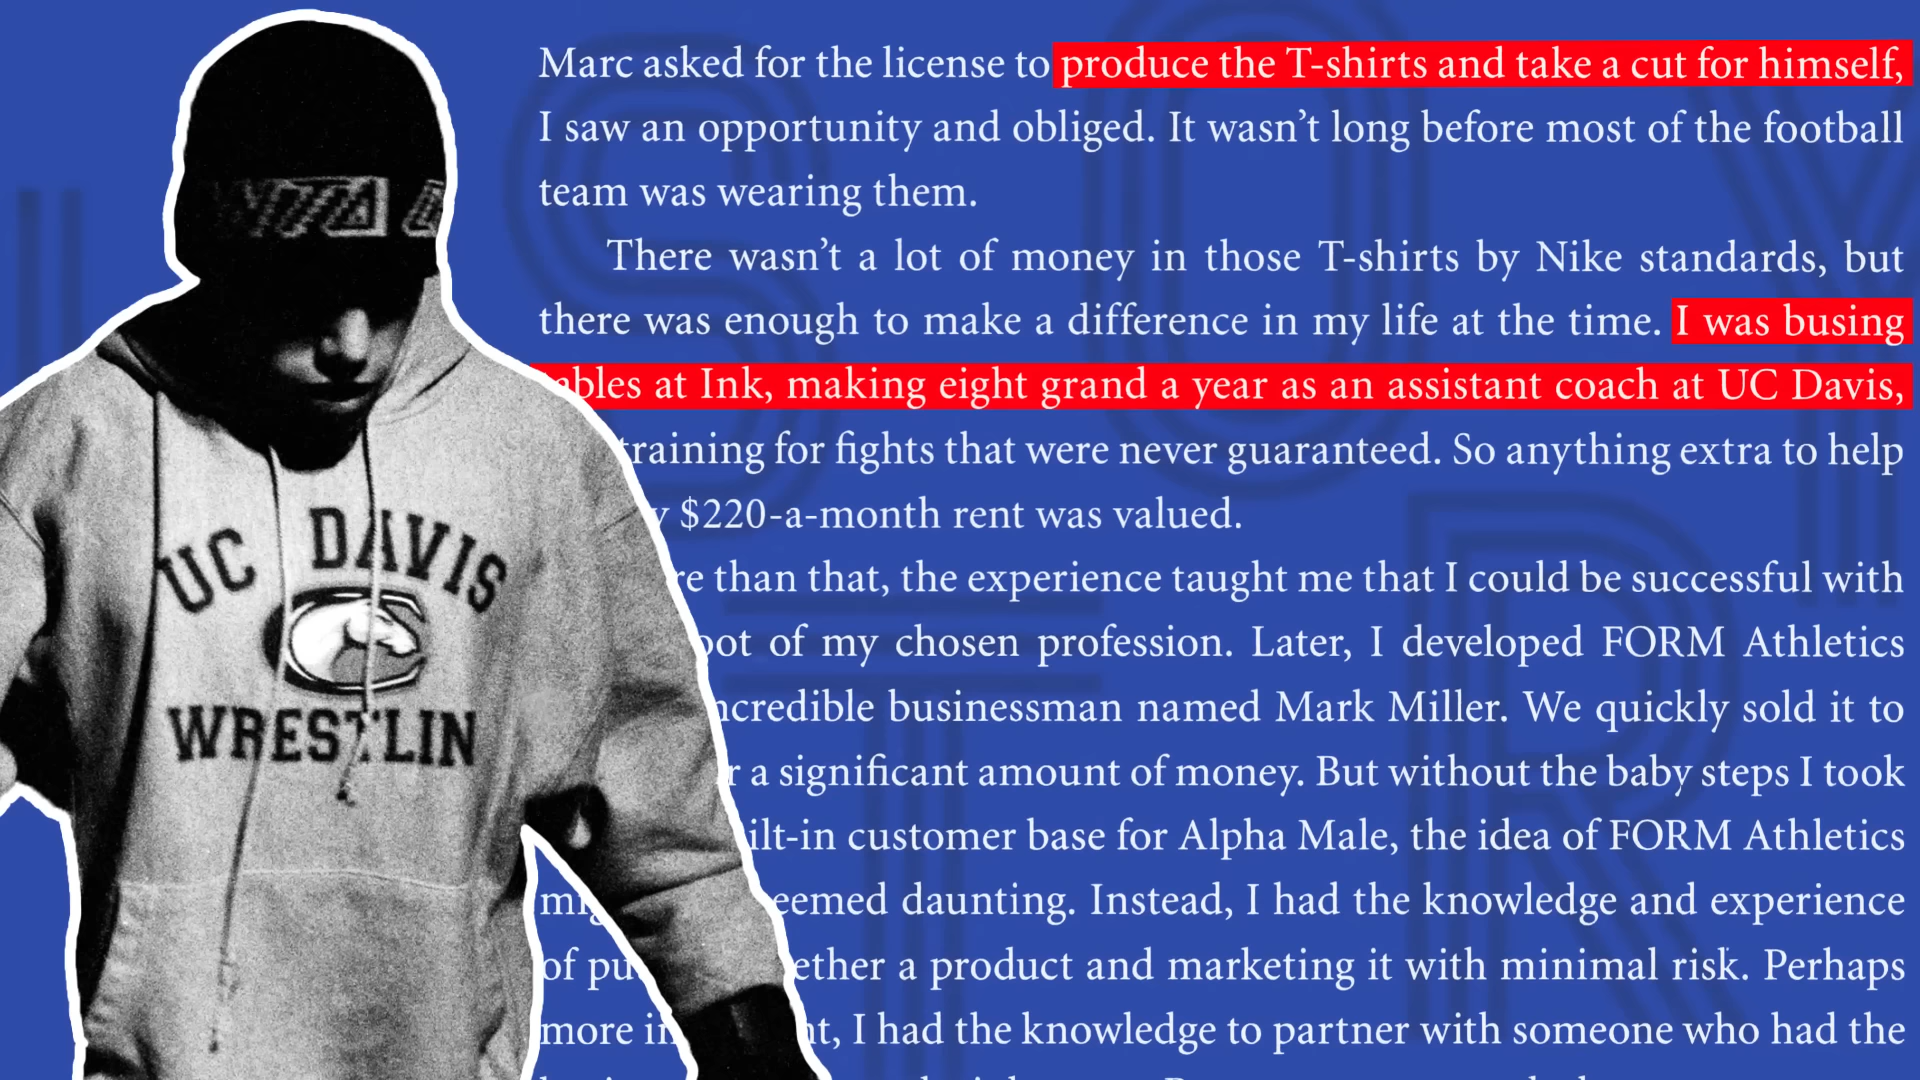 Marc asked for the license to produce the T-shirts and take a cut for himself,
I saw an opportunity and obliged. It wasn’t long before most of the football
team was wearing them.
There wasn’t a lot of money in those T-shirts by Nike standards, but
there was enough to make a difference in my life at the time. I was busing
ables at Ink, making eight grand a year as an assistant coach at UC Davis,
training for fights that were never guaranteed. So anything extra to help
y $220-a-month rent was valued.
re than that, the experience taught me that I could be successful with
oot of my chosen profession. Later, I developed FORM Athletics
ncredible businessman named Mark Miller. We quickly sold it to
r a significant amount of money. But without the baby steps I took
ilt-in customer base for Alpha Male, the idea of FORM Athletics
mig eemed daunting. Instead, I had the knowledge and experience
of pu ether a product and marketing it with minimal risk. Perhaps
more in nt, I had the knowledge to partner with someone who had the
UC DAVIS
WRESTLIN